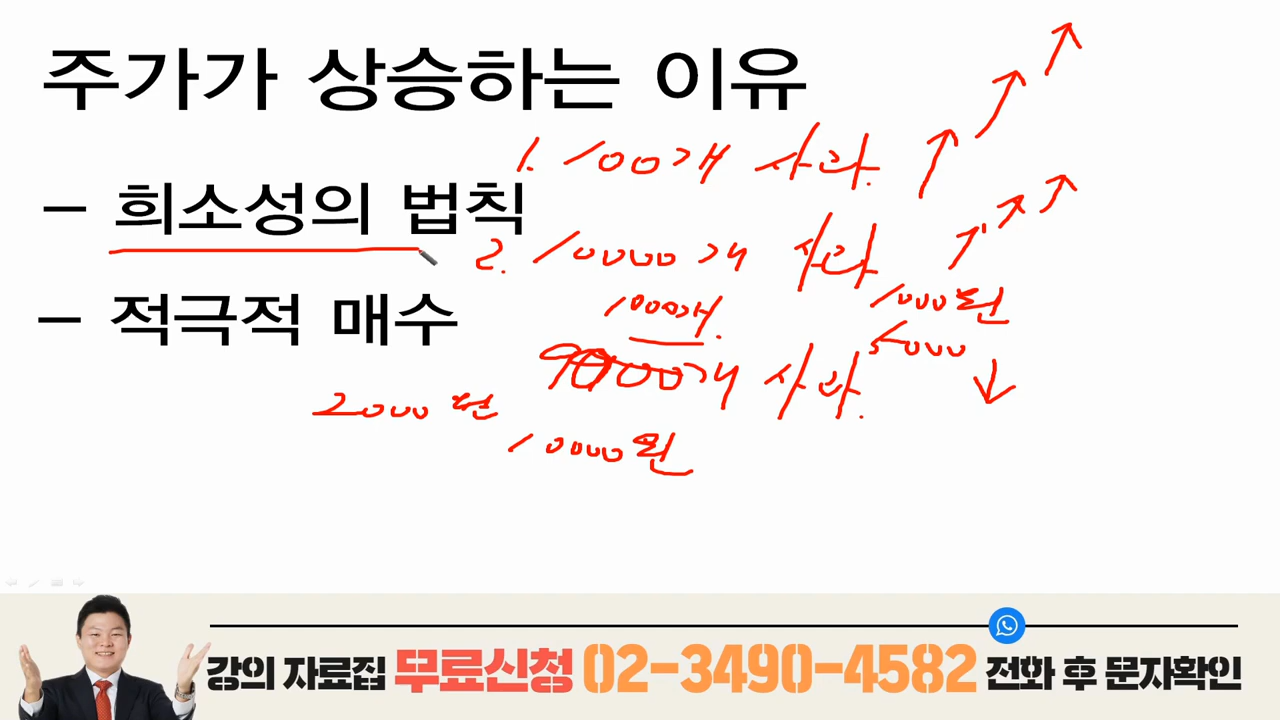 주가가 상승하는 이유
1. 100개 사라.
- 희소성의 법칙
2. 10000개 사라
1000개.
1000원
- 적극적 매수
5000
9000개 사라.
2000원
10000원
강의 자료집 무료신청 02-3490-4582 전화 후 문자확인